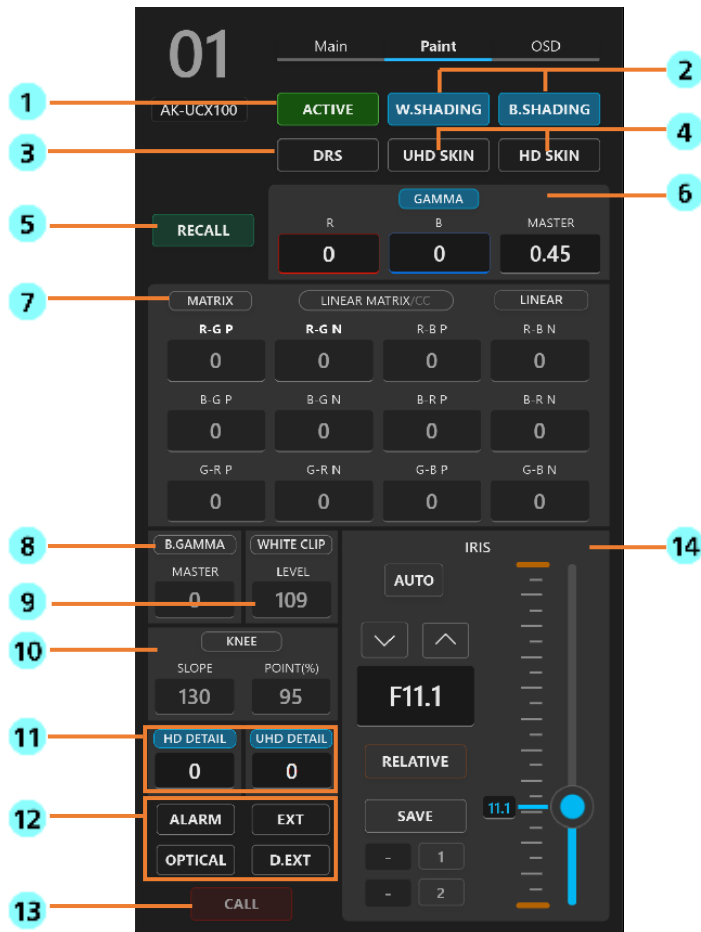 01
Main Paint OSD
1 AK-UCX100 ACTIVE W.SHADING B.SHADING 2
3 DRS UHD SKIN HD SKIN 4
GAMMA 6
5 RECALL R B MASTER
0 0 0.45
7 MATRIX LINEAR MATRIX/CC LINEAR
R-G P R-G N R-B P R-B N
0 0 0 0
B-G P B-G N B-R P B-R N
0 0 0 0
G-R P G-R N G-B P G-B N
0 0 0 0
8 B.GAMMA WHITE CLIP IRIS 14
MASTER LEVEL AUTO
9 0 109
10 KNEE
SLOPE POINT(%)
130 95 F11.1
11 HD DETAIL UHD DETAIL
0 0 RELATIVE
12 ALARM EXT SAVE 11.1
OPTICAL D.EXT - 1
13 CALL - 2